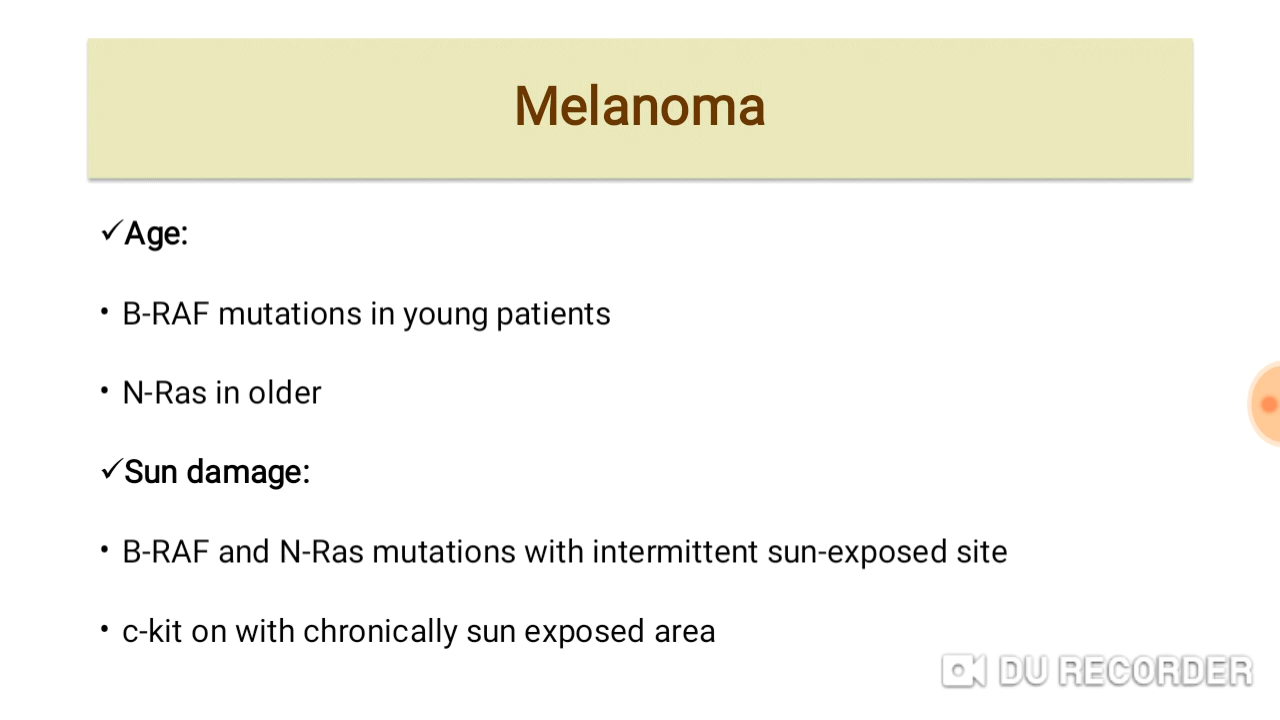 Melanoma
✓Age:
• B-RAF mutations in young patients
• N-Ras in older
✓Sun damage:
• B-RAF and N-Ras mutations with intermittent sun-exposed site
• c-kit on with chronically sun exposed area
DU RECORDER